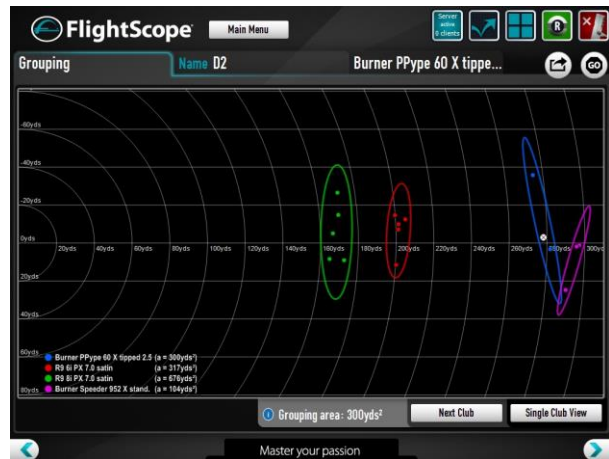 FlightScope
Main Menu
Server
active
0 clients
R
Grouping
Name D2
Burner PPype 60 X tippe...
GO
-60yds
-40yds
-20yds
0yds
20yds
40yds
60yds
80yds
20yds 40yds 60yds 80yds 100yds 120yds 140yds 160yds 180yds 200yds 220yds 240yds 260yds 280yds 300yds
Burner PPype 60 X tipped 2.5 (a = 300yds²)
R9 6i PX 7.0 satin (a = 317yds²)
R9 8i PX 7.0 satin (a = 676yds²)
Burner Speeder 952 X stand. (a = 104yds²)
Grouping area: 300yds²
Next Club
Single Club View
Master your passion